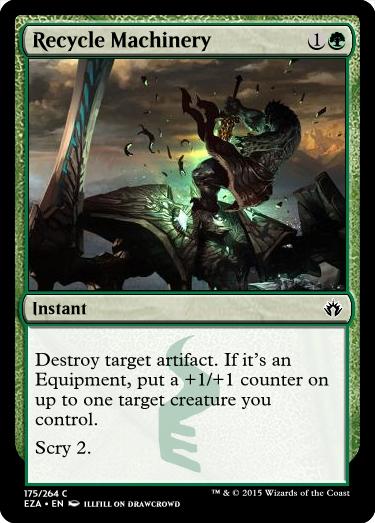 Recycle Machinery 1
Instant
Destroy target artifact. If it's an
Equipment, put a +1/+1 counter on
up to one target creature you
control.
Scry 2.
175/264 C
EZA • EN ILLFILL ON DRAWCROWD
™ & © 2015 Wizards of the Coast